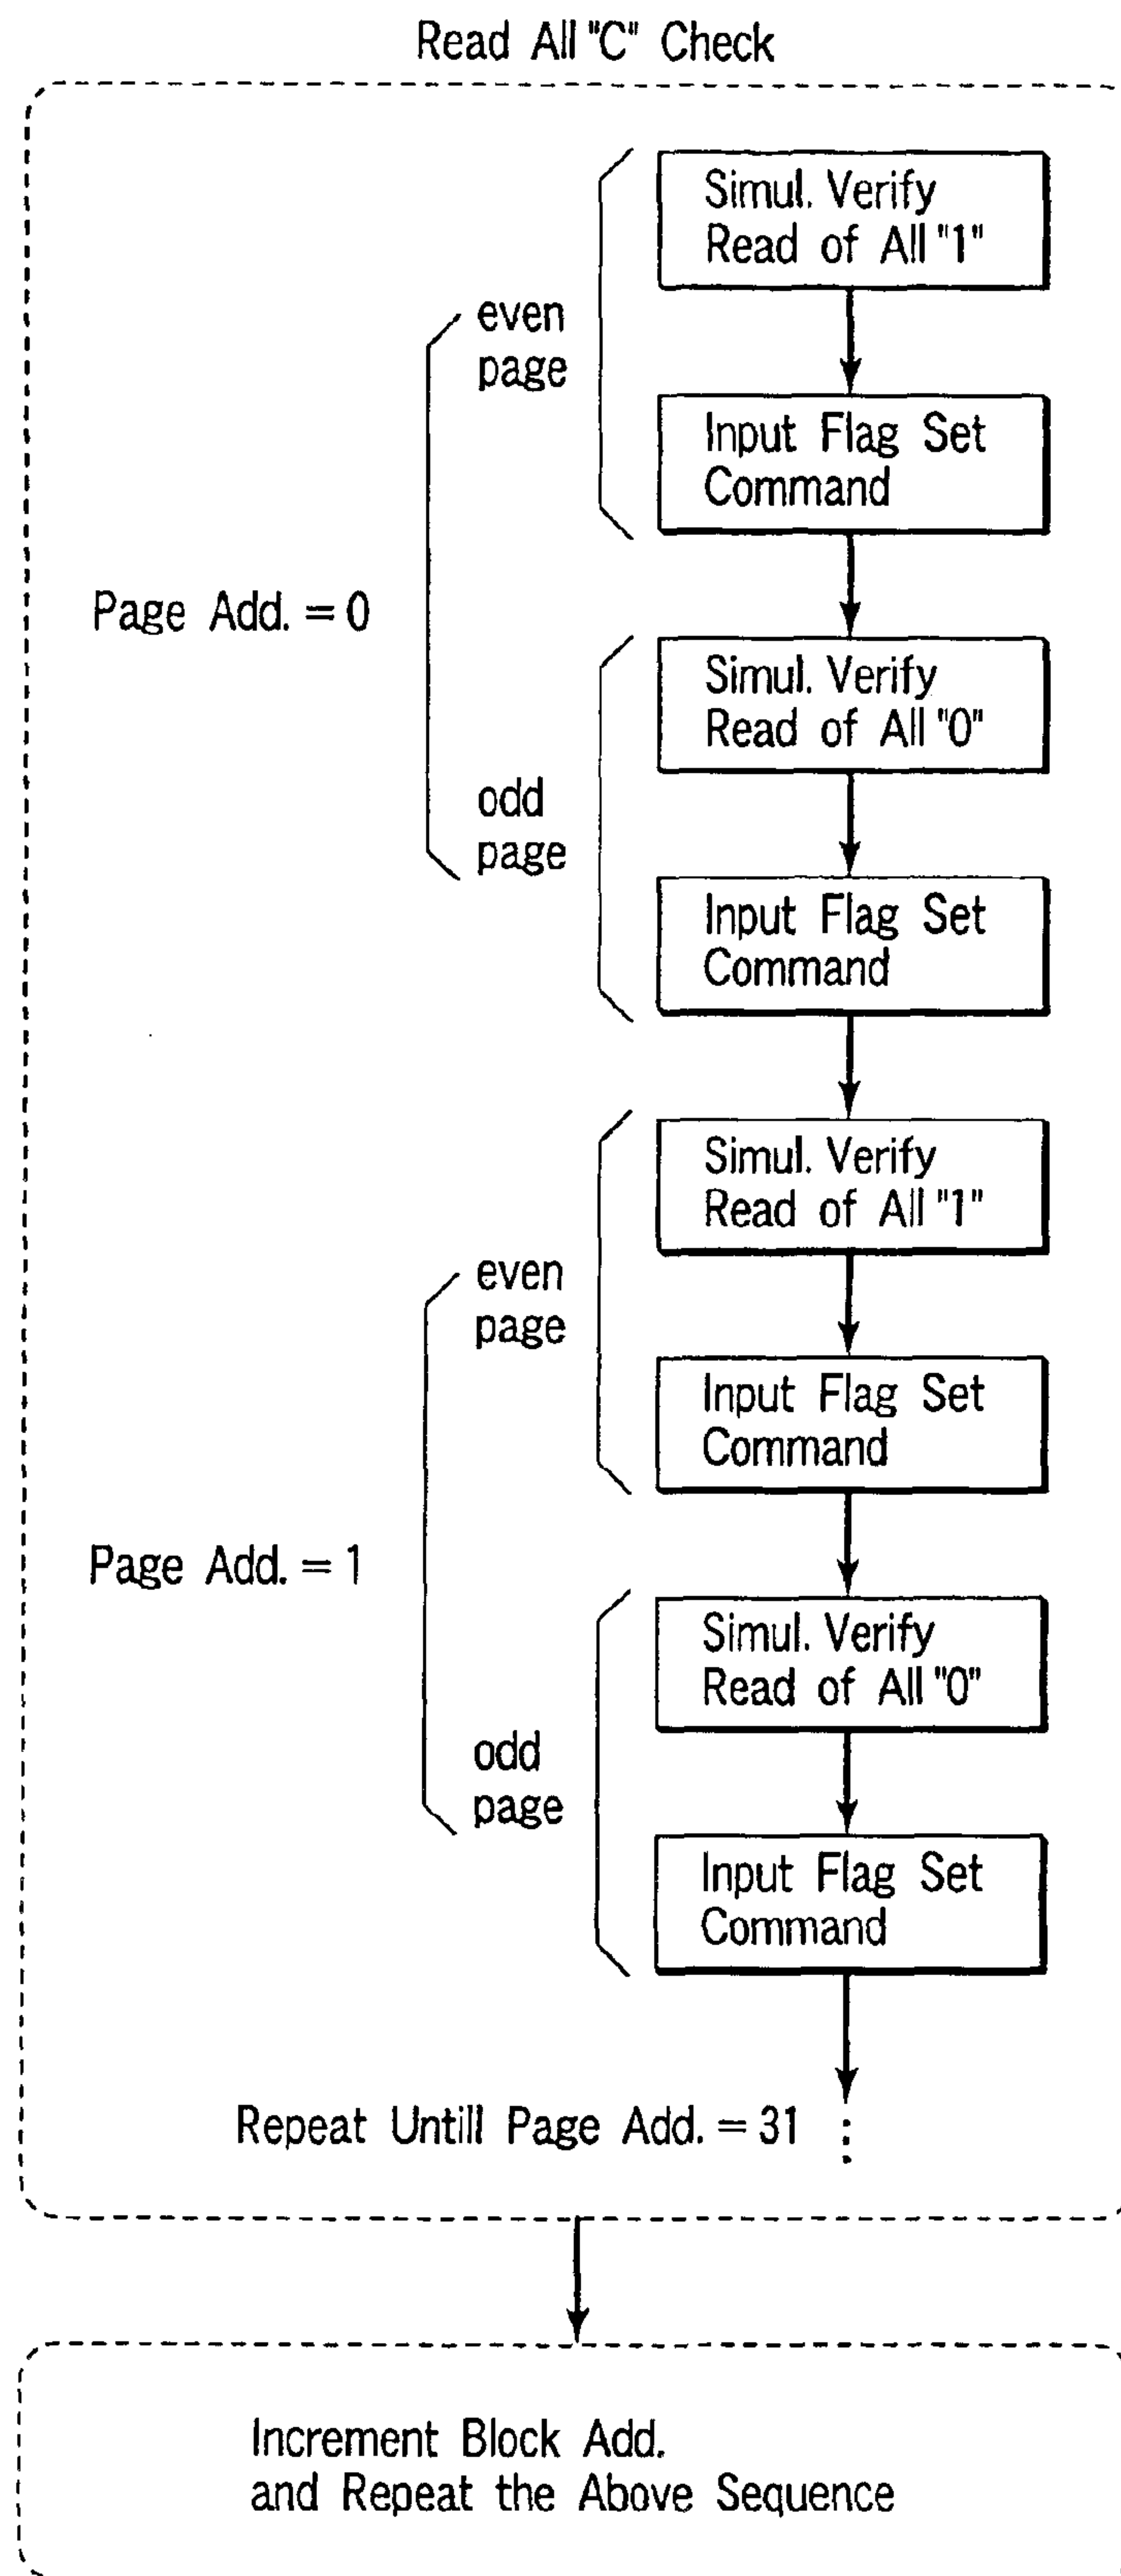 Read All "C" Check
Simul. Verify
Read of All "1"
even
page
Input Flag Set
Command
Page Add. = 0
Simul. Verify
Read of All "0"
odd
page
Input Flag Set
Command
Simul. Verify
Read of All "1"
even
page
Input Flag Set
Command
Page Add. = 1
Simul. Verify
Read of All "0"
odd
page
Input Flag Set
Command
Repeat Untill Page Add. = 31
Increment Block Add.
and Repeat the Above Sequence